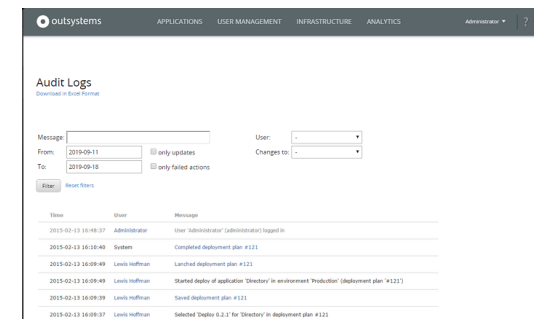 outsystems APPLICATIONS USER MANAGEMENT INFRASTRUCTURE ANALYTICS Administrator ?
Audit Logs
Download in Excel Format
Message: User: -
From: 2019-09-11 only updates Changes to: -
To: 2019-09-18 only failed actions
Filter Reset filters
Time User Message
2015-02-13 16:48:37 Administrator User 'Administrator' (administrator) logged in
2015-02-13 16:10:40 System Completed deployment plan #121
2015-02-13 16:09:49 Lewis Hoffman Lanched deployment plan #121
2015-02-13 16:09:49 Lewis Hoffman Started deploy of application 'Directory' in environment 'Production' (deployment plan '#121')
2015-02-13 16:09:39 Lewis Hoffman Saved deployment plan #121
2015-02-13 16:09:37 Lewis Hoffman Selected 'Deploy 0.2.1' for 'Directory' in deployment plan #121